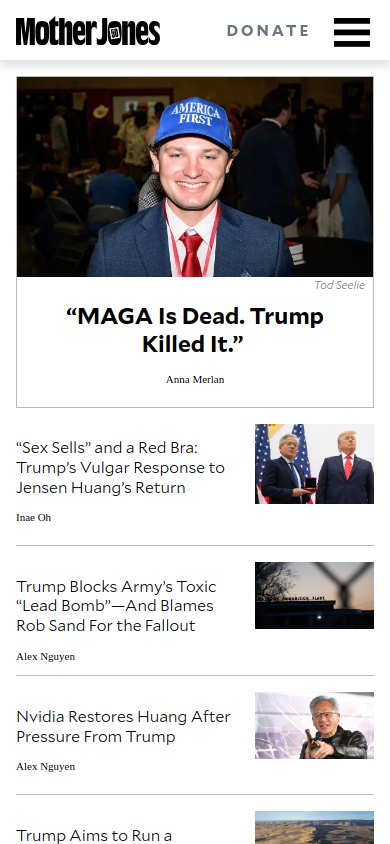 Mother Jones
50
DONATE
AMERICA
FIRST
Tod Seelie
“MAGA Is Dead. Trump
Killed It.”
Anna Merlan
“Sex Sells” and a Red Bra:
Trump’s Vulgar Response to
Jensen Huang’s Return
Inae Oh
Trump Blocks Army’s Toxic
“Lead Bomb”—And Blames
Rob Sand For the Fallout
Alex Nguyen
Nvidia Restores Huang After
Pressure From Trump
Alex Nguyen
Trump Aims to Run a